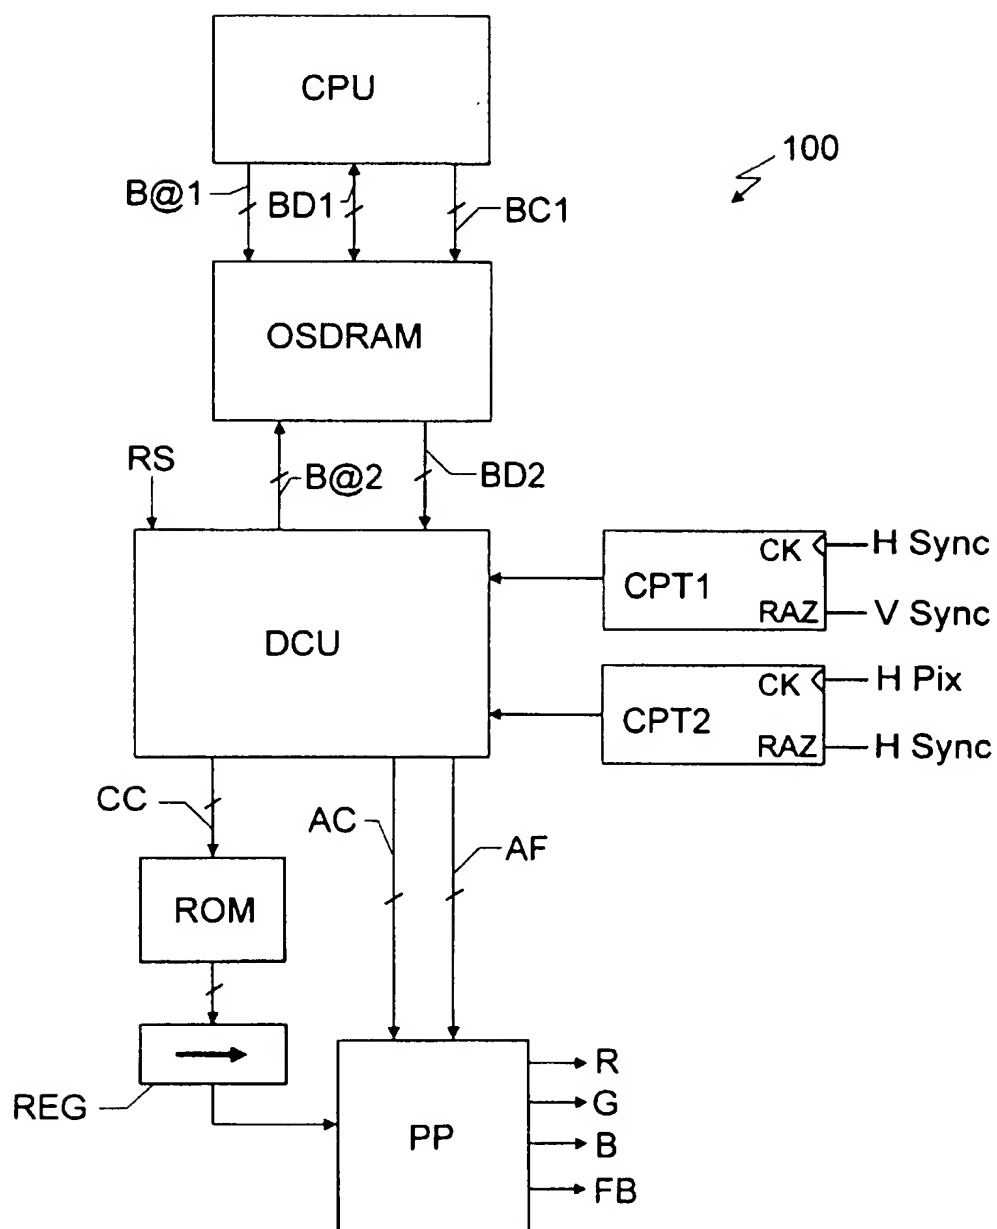 CPU
100
B@1
BD1
BC1
OSDRAM
RS
B@2
BD2
DCU
CPT1
CK
H Sync
RAZ
V Sync
CPT2
CK
H Pix
RAZ
H Sync
CC
AC
AF
ROM
REG
PP
R
G
B
FB